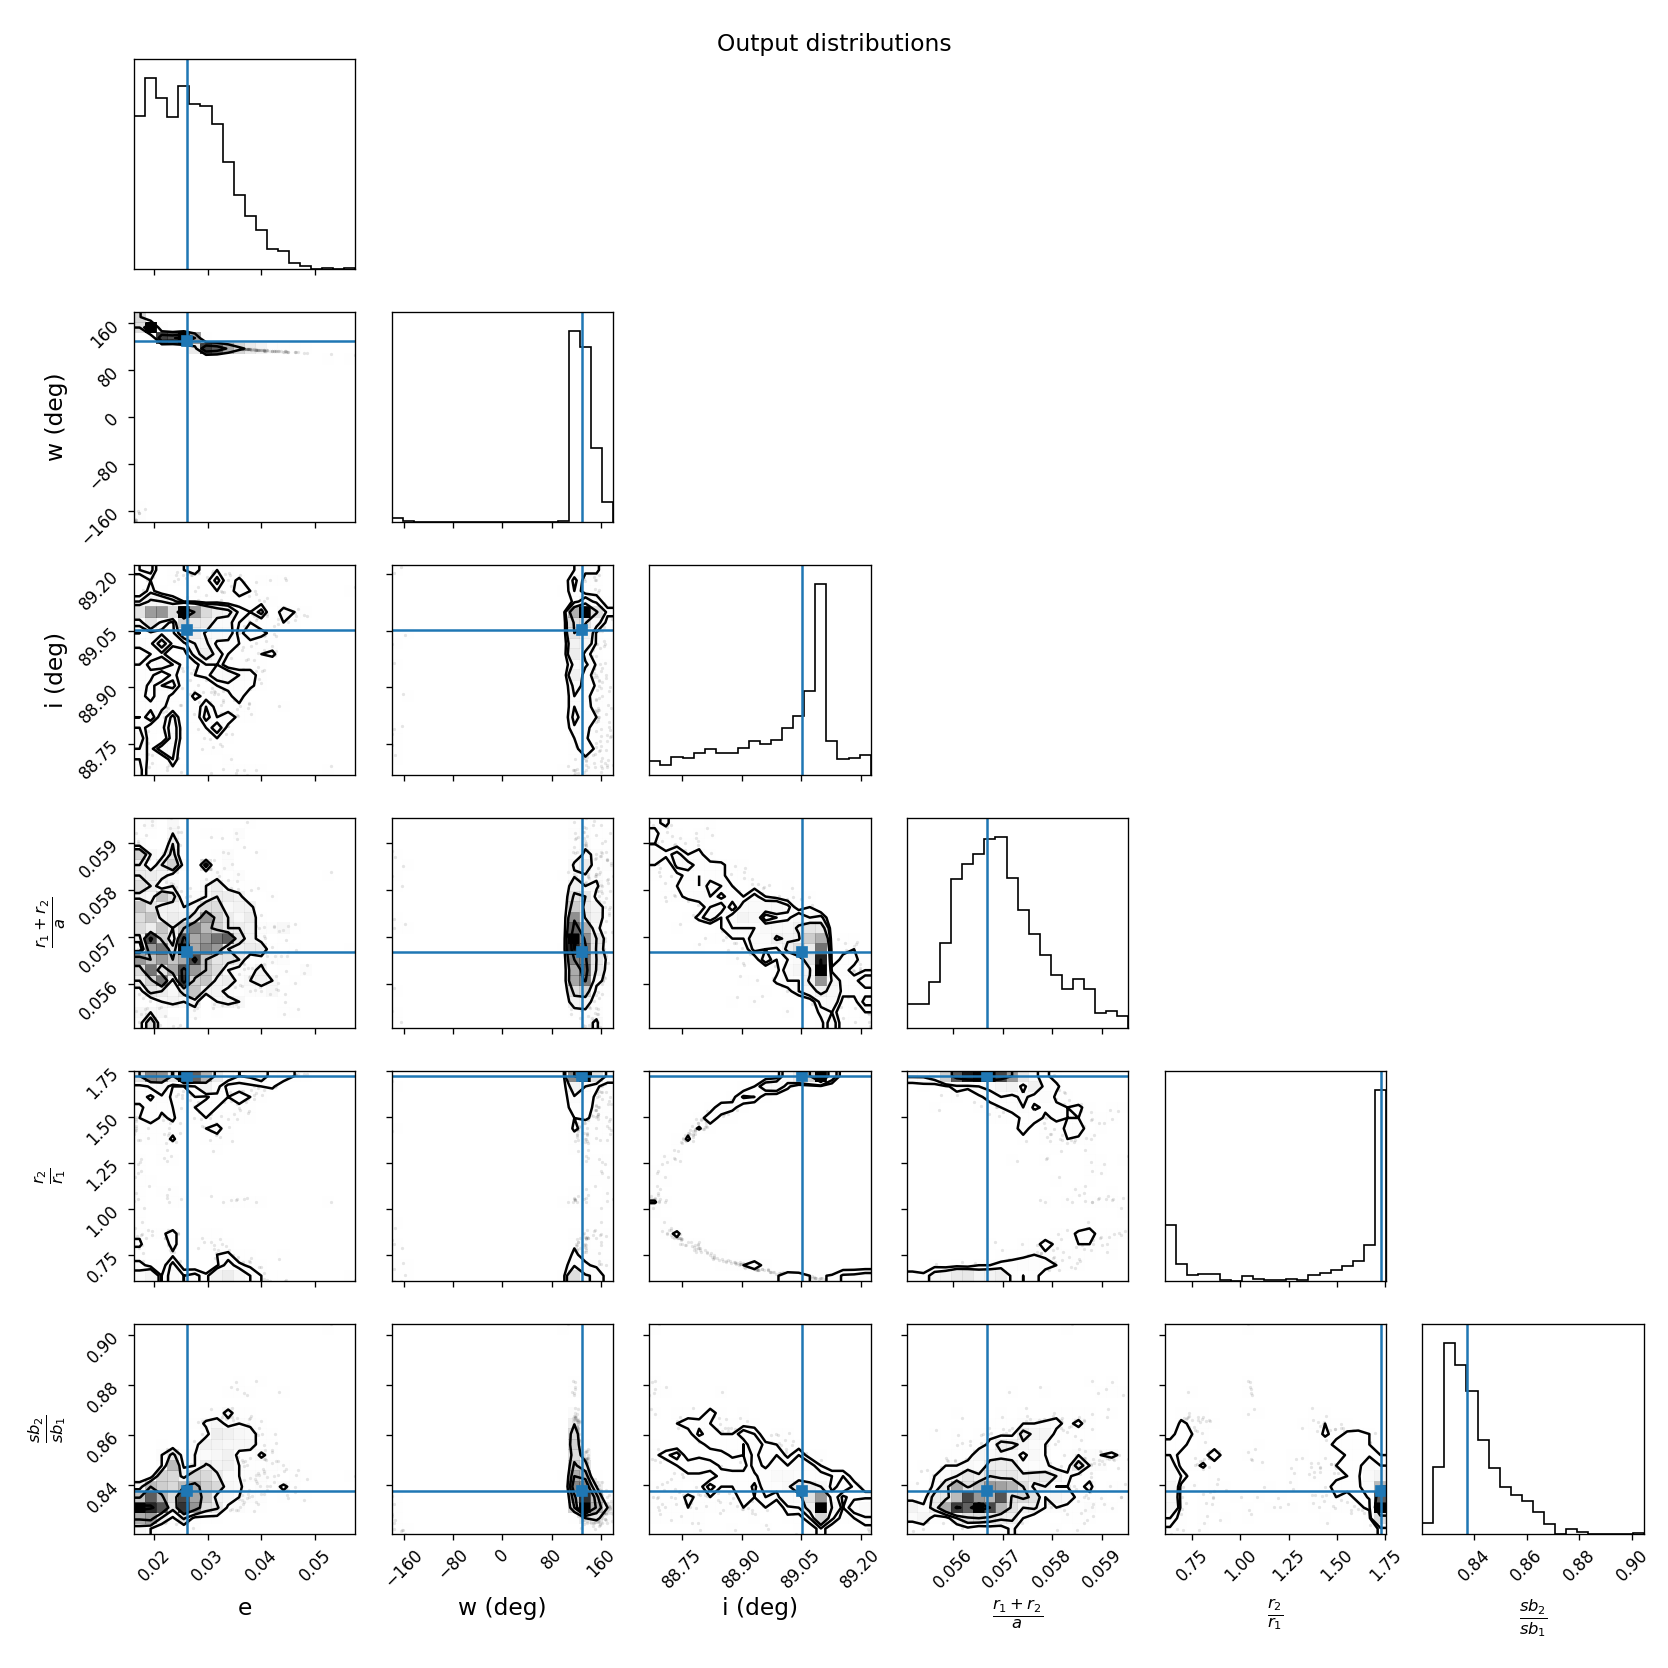 Output distributions
w (deg)
160
80
0
−80
−160
i (deg)
89.20
89.05
88.90
88.75
r₁ + r₂
a
0.059
0.058
0.057
0.056
r₂
r₁
1.75
1.50
1.25
1.00
0.75
sb₂
sb₁
0.90
0.88
0.86
0.84
0.02 0.03 0.04 0.05
−160 −80 0 80 160
88.75 88.90 89.05 89.20
0.056 0.057 0.058 0.059
0.75 1.00 1.25 1.50 1.75
0.84 0.86 0.88 0.90
e
w (deg)
i (deg)
r₁ + r₂
a
r₂
r₁
sb₂
sb₁